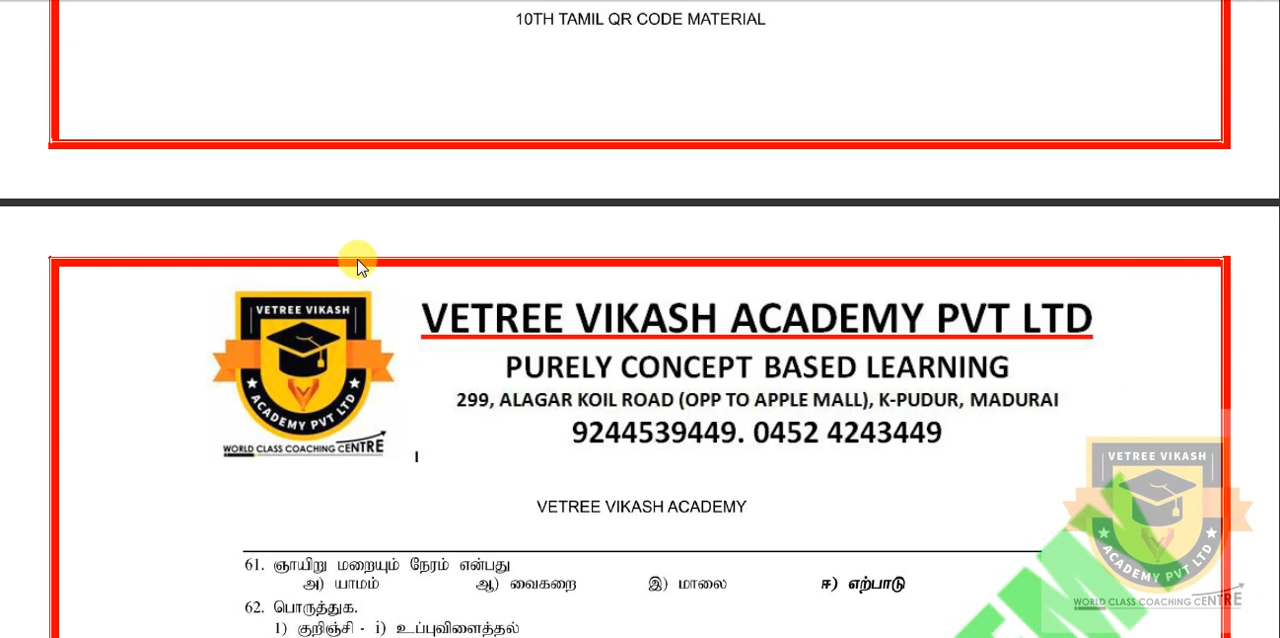 10TH TAMIL QR CODE MATERIAL
VETREE VIKASH
ACADEMY PVT LTD
WORLD CLASS COACHING CENTRE
VETREE VIKASH ACADEMY PVT LTD
PURELY CONCEPT BASED LEARNING
299, ALAGAR KOIL ROAD (OPP TO APPLE MALL), K-PUDUR, MADURAI
9244539449. 0452 4243449
VETREE VIKASH ACADEMY
61. ஞாயிறு மறையும் நேரம் என்பது
அ) யாமம் ஆ) வைகறை இ) மாலை ஈ) எற்பாடு
62. பொருத்துக.
1) குறிஞ்சி - i) உப்புவிளைத்தல்
VETREE VIKASH
ACADEMY PVT LTD
WORLD CLASS COACHING CENTRE